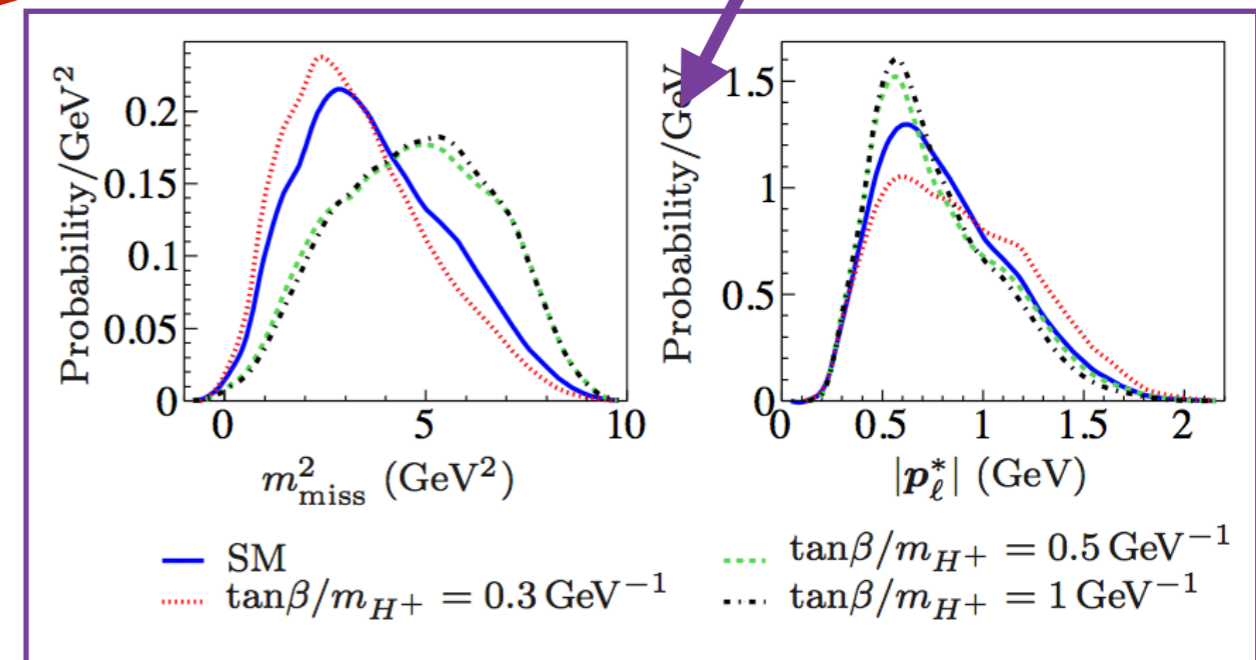 Probability/GeV²
0.2
0.15
0.1
0.05
0
0 5 10
m²miss (GeV²)
Probability/GeV
1.5
1
0.5
0
0 0.5 1 1.5 2
|p*ℓ| (GeV)
SM
tanβ/mH+ = 0.3 GeV⁻¹
tanβ/mH+ = 0.5 GeV⁻¹
tanβ/mH+ = 1 GeV⁻¹